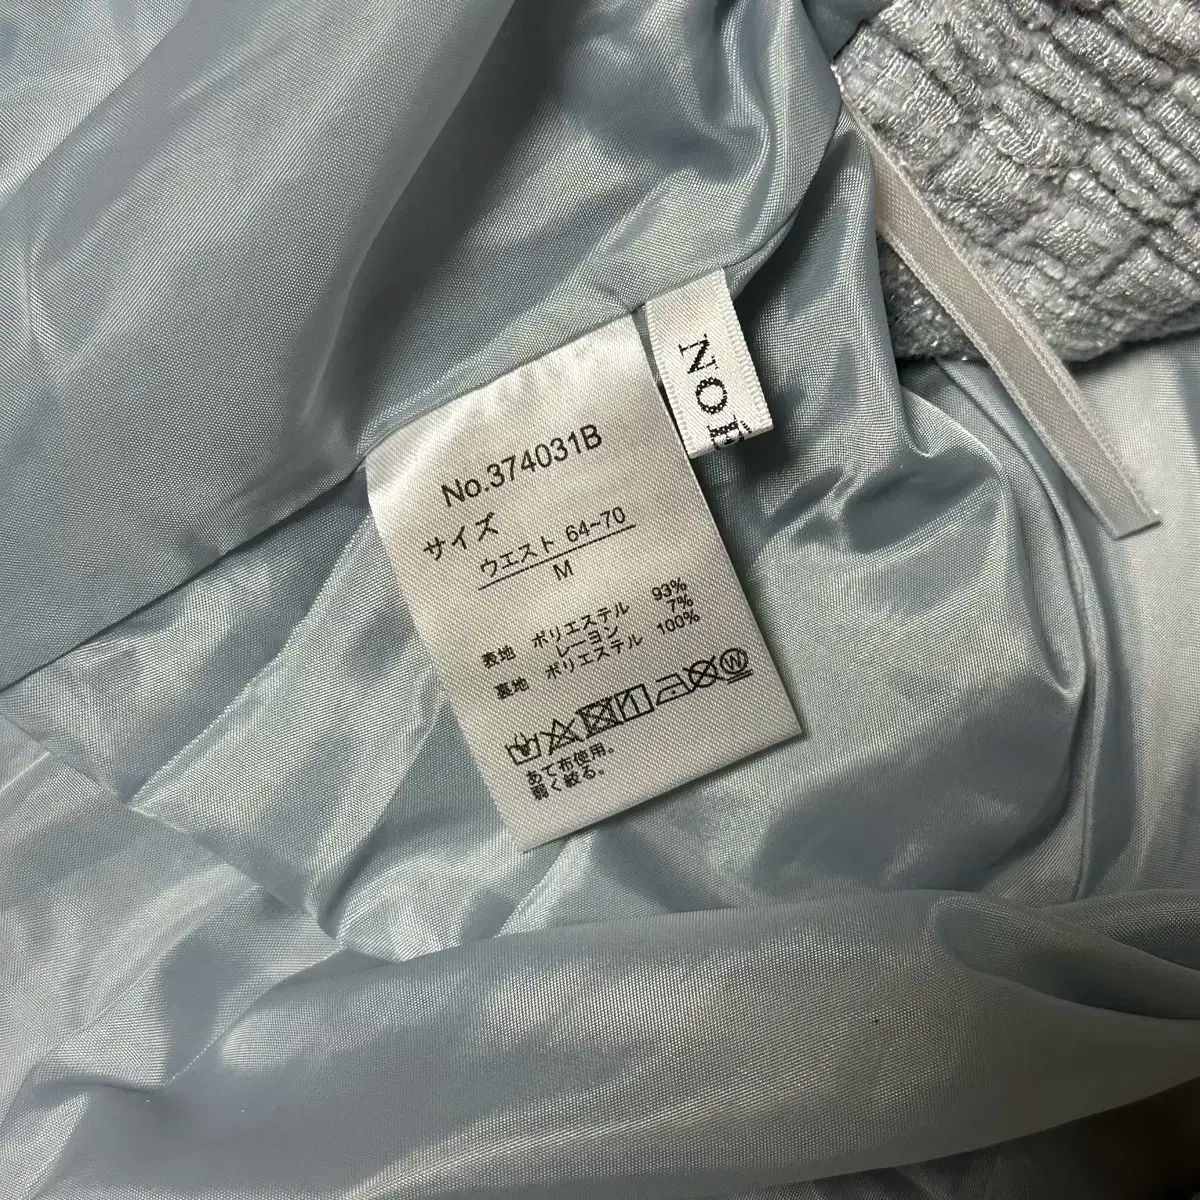 NOÉ
No.374031B
サイズ
ウエスト 64~70
M
表地 ポリエステル 93%
レーヨン 7%
裏地 ポリエステル 100%
W
あて布使用。
弱く絞る。